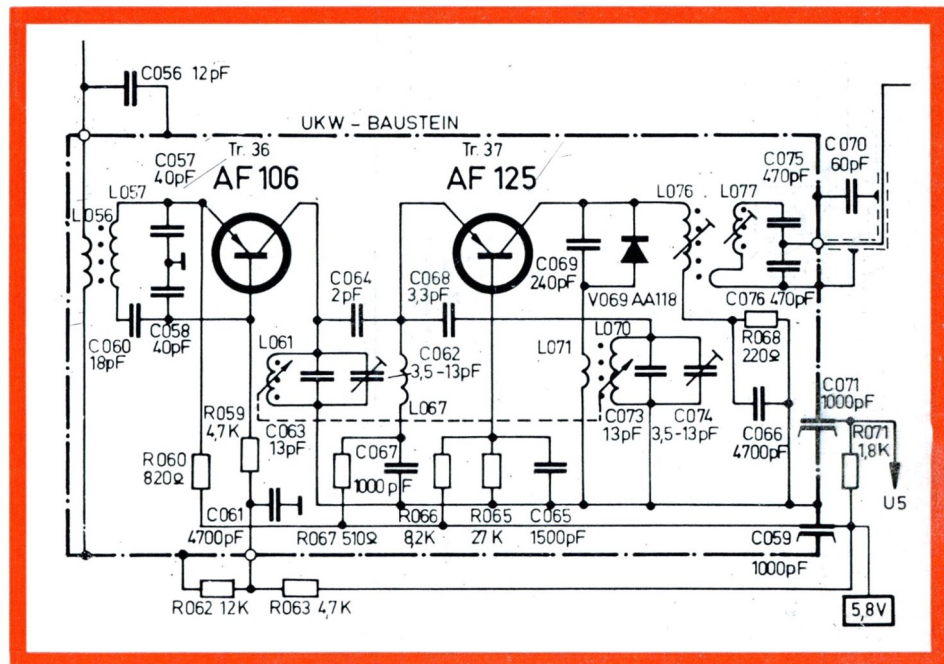 C056 12pF
UKW - BAUSTEIN
Tr. 36
AF 106
Tr. 37
AF 125
C057
40pF
L056
L057
C060
18pF
C058
40pF
C064
2pF
C068
3,3pF
C069
240pF
V069 AA118
L076
L077
C075
470pF
C070
60pF
C076 470pF
R068
220Ω
L061
C062
3,5-13pF
L067
L071
L070
C063
13pF
C073
13pF
C074
3,5-13pF
C066
4700pF
C071
1000pF
R071
1,8K
U5
R059
4,7K
R060
820Ω
C061
4700pF
C067
1000pF
R067 510Ω
R066
8,2K
R065
27K
C065
1500pF
C059
1000pF
R062 12K
R063 4,7K
5,8V